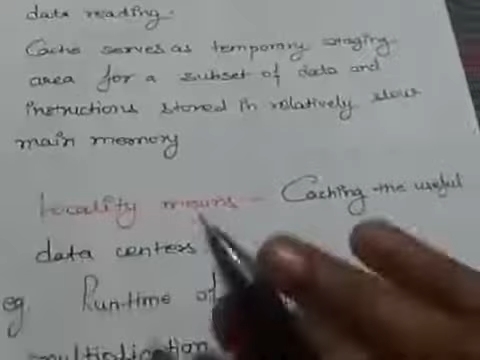 data reading.
Cache serves as temporary staging
area for a subset of data and
instructions stored in relatively slow
main memory
locality means - Caching the useful
data centers
eg. Run-time of
multiplication